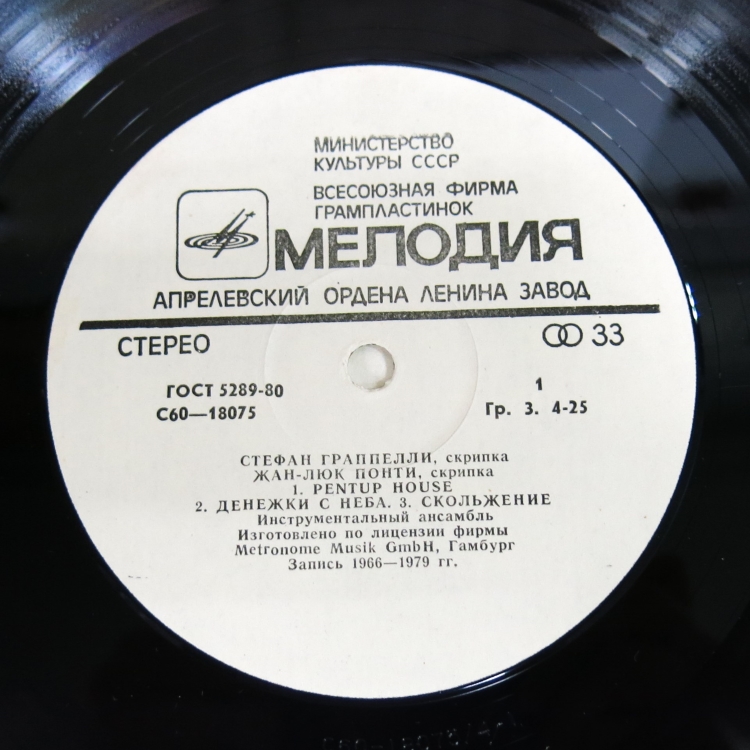 МИНИСТЕРСТВО
КУЛЬТУРЫ СССР
ВСЕСОЮЗНАЯ ФИРМА
ГРАМПЛАСТИНОК
МЕЛОДИЯ
АПРЕЛЕВСКИЙ ОРДЕНА ЛЕНИНА ЗАВОД
СТЕРЕО 33
ГОСТ 5289-80 1
С60—18075 Гр. 3. 4-25
СТЕФАН ГРАППЕЛЛИ, скрипка
ЖАН-ЛЮК ПОНТИ, скрипка
1. PENTUP HOUSE
2. ДЕНЕЖКИ С НЕБА. 3. СКОЛЬЖЕНИЕ
Инструментальный ансамбль
Изготовлено по лицензии фирмы
Metronome Musik GmbH, Гамбург
Запись 1966—1979 гг.